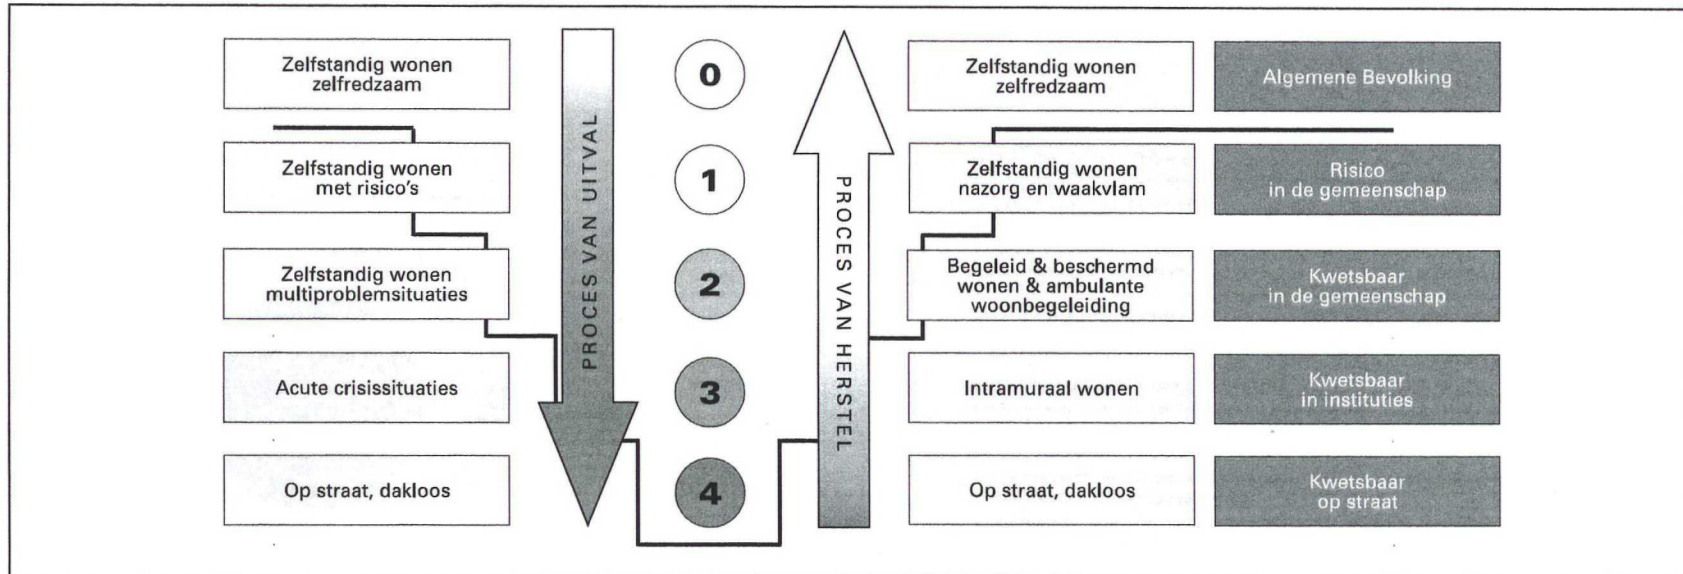 Zelfstandig wonen
zelfredzaam
Zelfstandig wonen
met risico's
Zelfstandig wonen
multiproblemsituaties
Acute crisissituaties
Op straat, dakloos
PROCES VAN UITVAL
0
1
2
3
4
PROCES VAN HERSTEL
Zelfstandig wonen
zelfredzaam
Zelfstandig wonen
nazorg en waakvlam
Begeleid & beschermd
wonen & ambulante
woonbegeleiding
Intramuraal wonen
Op straat, dakloos
Algemene Bevolking
Risico
in de gemeenschap
Kwetsbaar
in de gemeenschap
Kwetsbaar
in instituties
Kwetsbaar
op straat